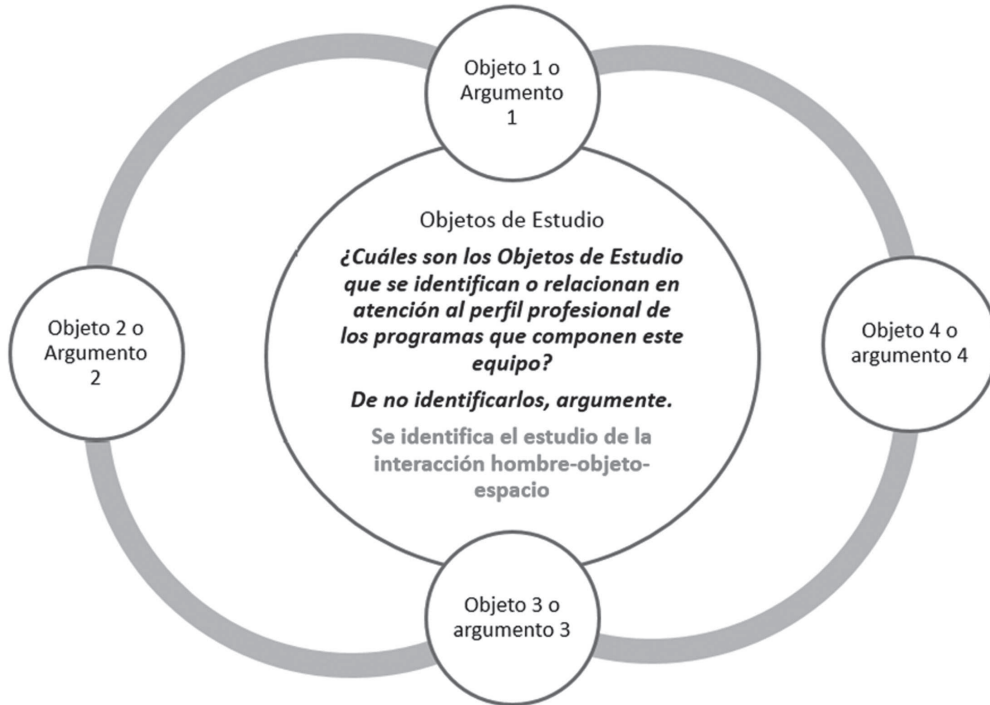 Objeto 1 o
Argumento
1
Objetos de Estudio
¿Cuáles son los Objetos de Estudio
que se identifican o relacionan en
atención al perfil profesional de
los programas que componen este
equipo?
De no identificarlos, argumente.
Se identifica el estudio de la
interacción hombre-objeto-
espacio
Objeto 2 o
Argumento
2
Objeto 4 o
argumento 4
Objeto 3 o
argumento 3